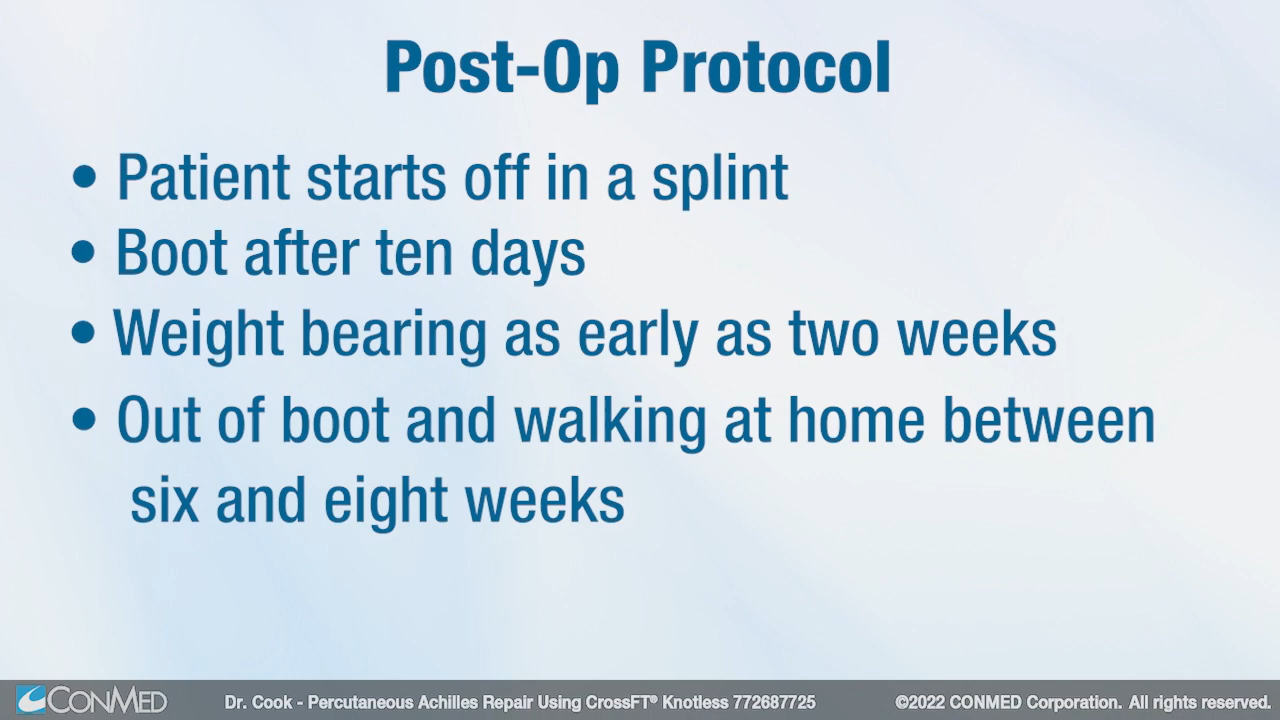 Post-Op Protocol
• Patient starts off in a splint
• Boot after ten days
• Weight bearing as early as two weeks
• Out of boot and walking at home between
six and eight weeks
CONMED Dr. Cook - Percutaneous Achilles Repair Using CrossFT® Knotless 772687725 ©2022 CONMED Corporation. All rights reserved.